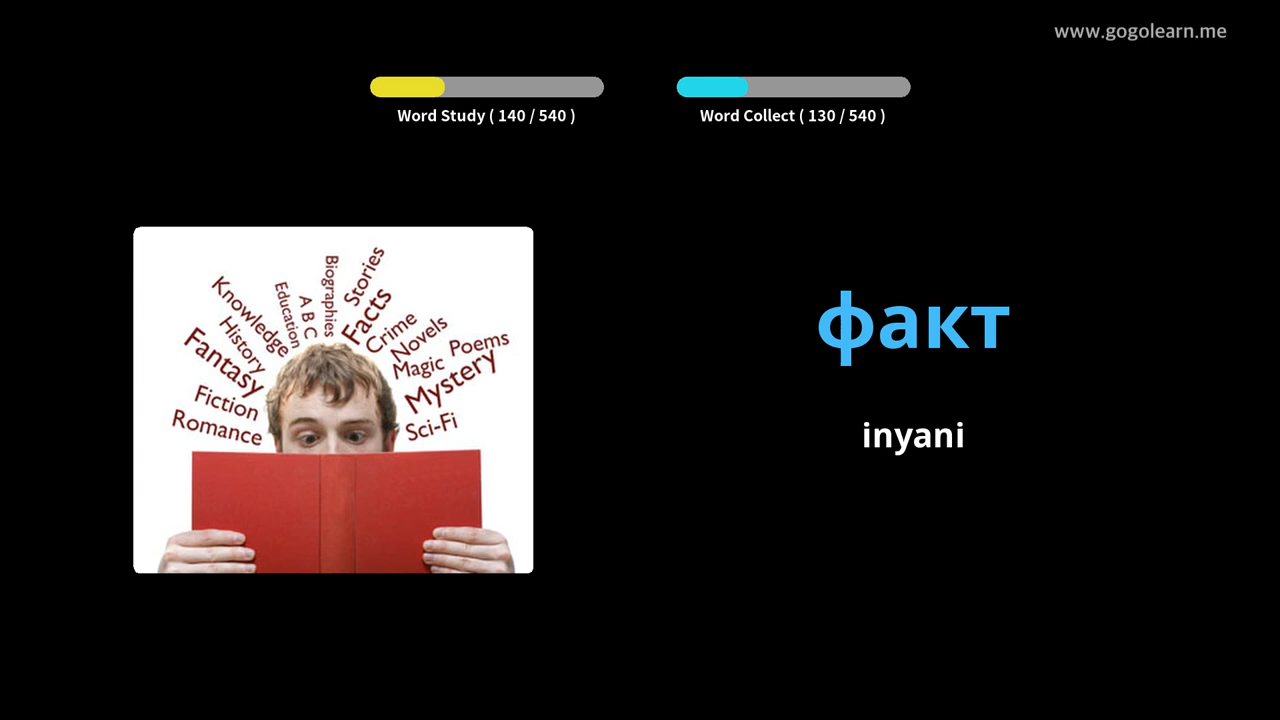 www.gogolearn.me
Word Study ( 140 / 540 )
Word Collect ( 130 / 540 )
Biographies
Stories
Education
A B C
Facts
Knowledge
Crime
History
Novels
Poems
Fantasy
Magic
Mystery
Fiction
Romance
Sci-Fi
факт
inyani